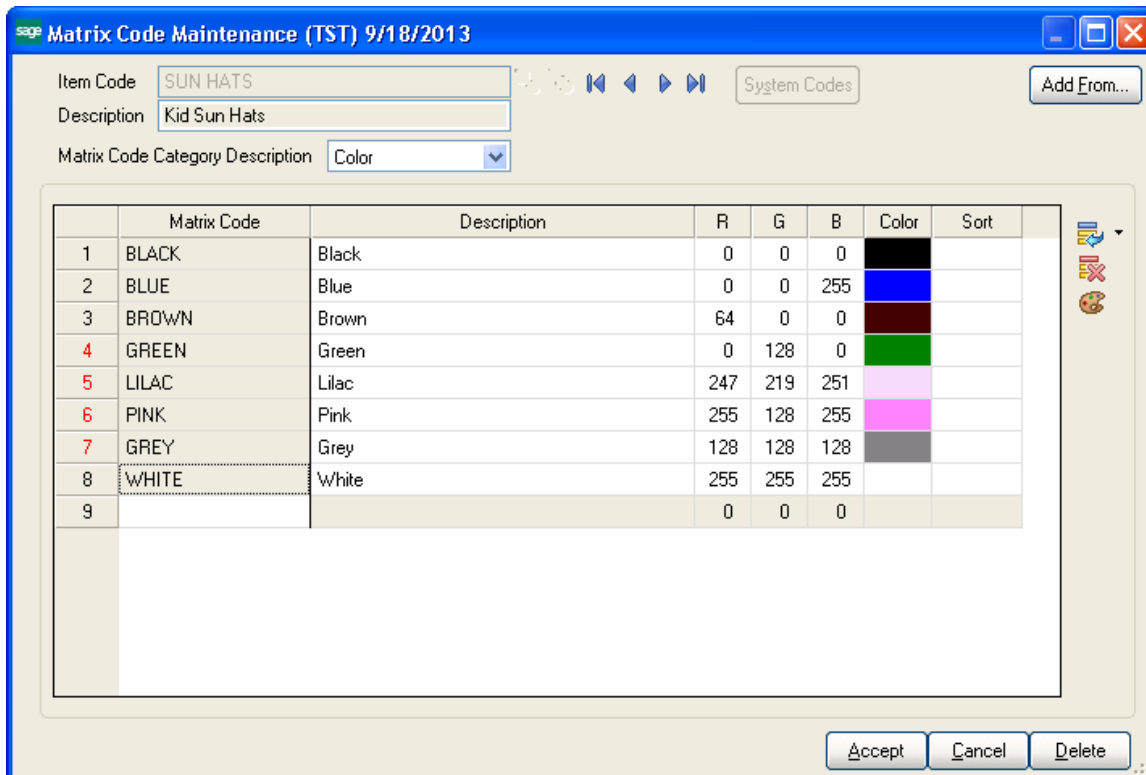 sage Matrix Code Maintenance (TST) 9/18/2013
Item Code SUN HATS System Codes Add From...
Description Kid Sun Hats
Matrix Code Category Description Color
Matrix Code Description R G B Color Sort
1 BLACK Black 0 0 0
2 BLUE Blue 0 0 255
3 BROWN Brown 64 0 0
4 GREEN Green 0 128 0
5 LILAC Lilac 247 219 251
6 PINK Pink 255 128 255
7 GREY Grey 128 128 128
8 WHITE White 255 255 255
9 0 0 0
Accept Cancel Delete